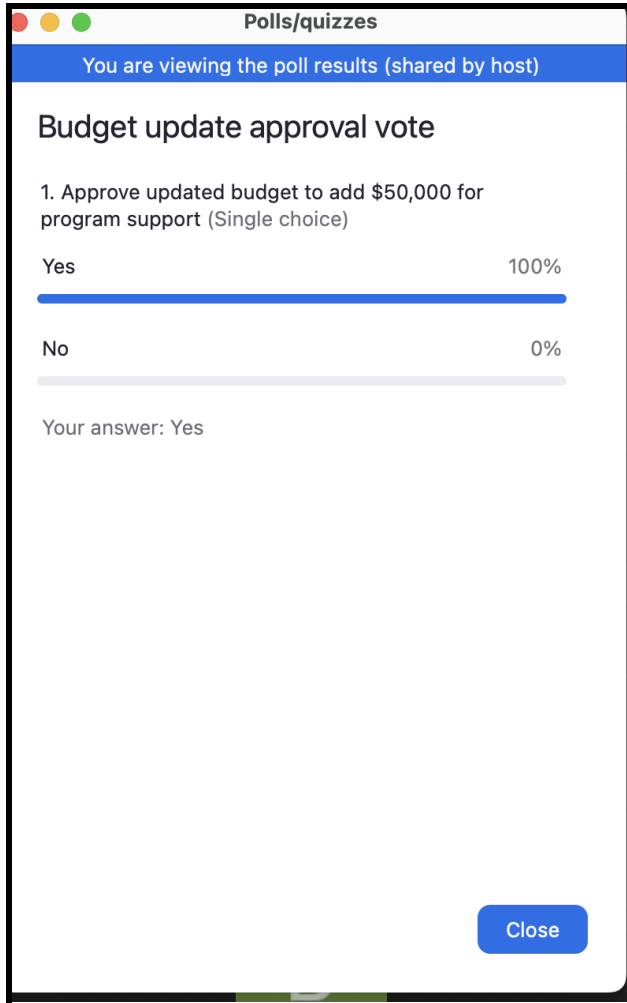 Polls/quizzes
You are viewing the poll results (shared by host)
Budget update approval vote
1. Approve updated budget to add $50,000 for
program support (Single choice)
Yes 100%
No 0%
Your answer: Yes
Close